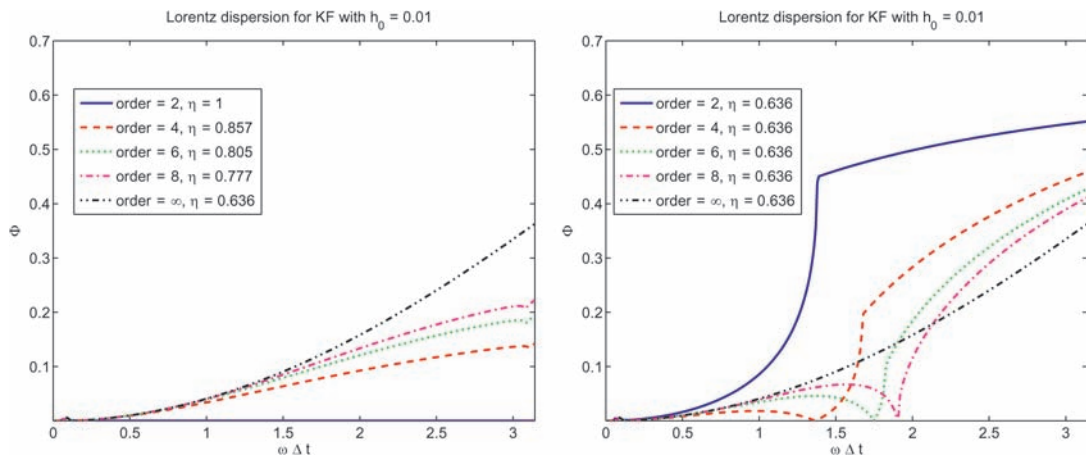 Lorentz dispersion for KF with h₀ = 0.01
0.7
0.6
0.5
0.4
0.3
0.2
0.1
Φ
order = 2, η = 1
order = 4, η = 0.857
order = 6, η = 0.805
order = 8, η = 0.777
order = ∞, η = 0.636
0 0.5 1 1.5 2 2.5 3
ω Δ t
Lorentz dispersion for KF with h₀ = 0.01
0.7
0.6
0.5
0.4
0.3
0.2
0.1
Φ
order = 2, η = 0.636
order = 4, η = 0.636
order = 6, η = 0.636
order = 8, η = 0.636
order = ∞, η = 0.636
0 0.5 1 1.5 2 2.5 3
ω Δ t